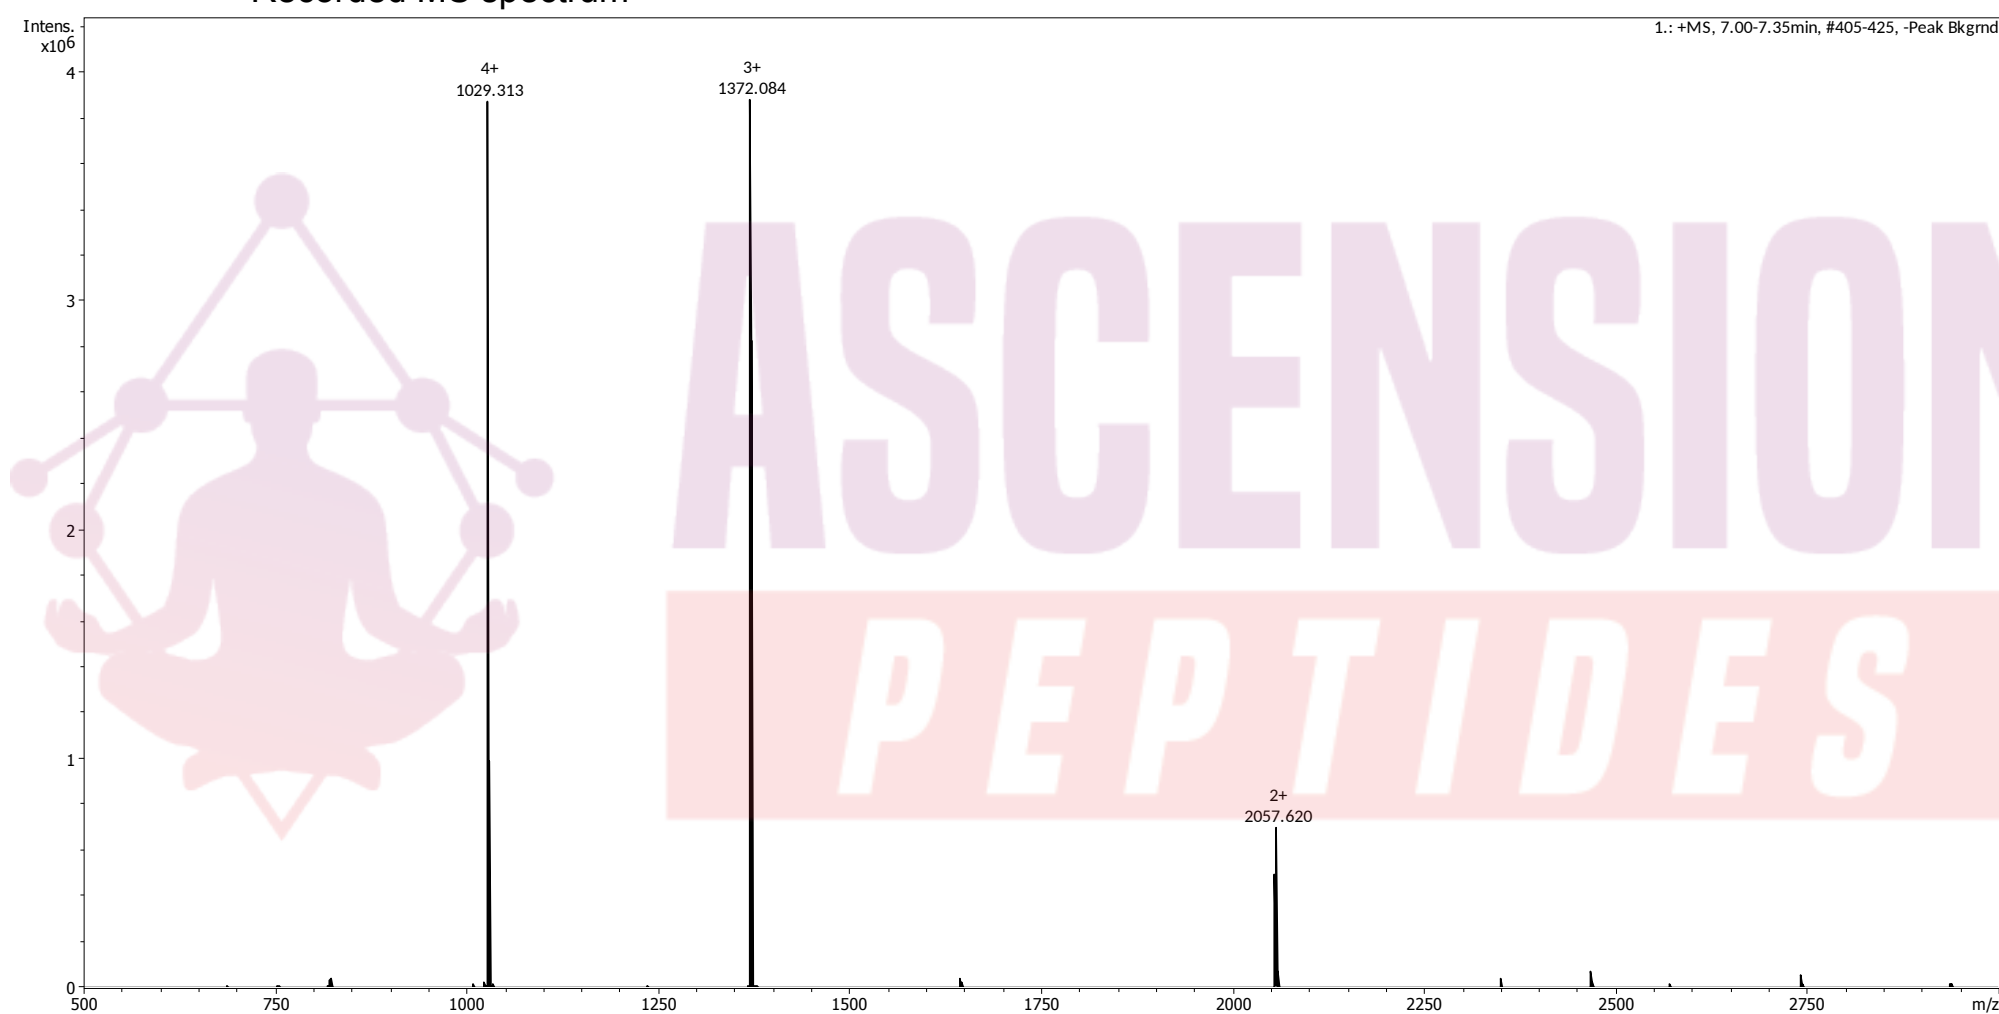 Recorded MS spectrum
Intens.
x10⁶
1.: +MS, 7.00-7.35min, #405-425, -Peak Bkgrnd
4+
1029.313
3+
1372.084
2+
2057.620
4
3
2
1
0
500 750 1000 1250 1500 1750 2000 2250 2500 2750 m/z
ASCENSION
PEPTIDES